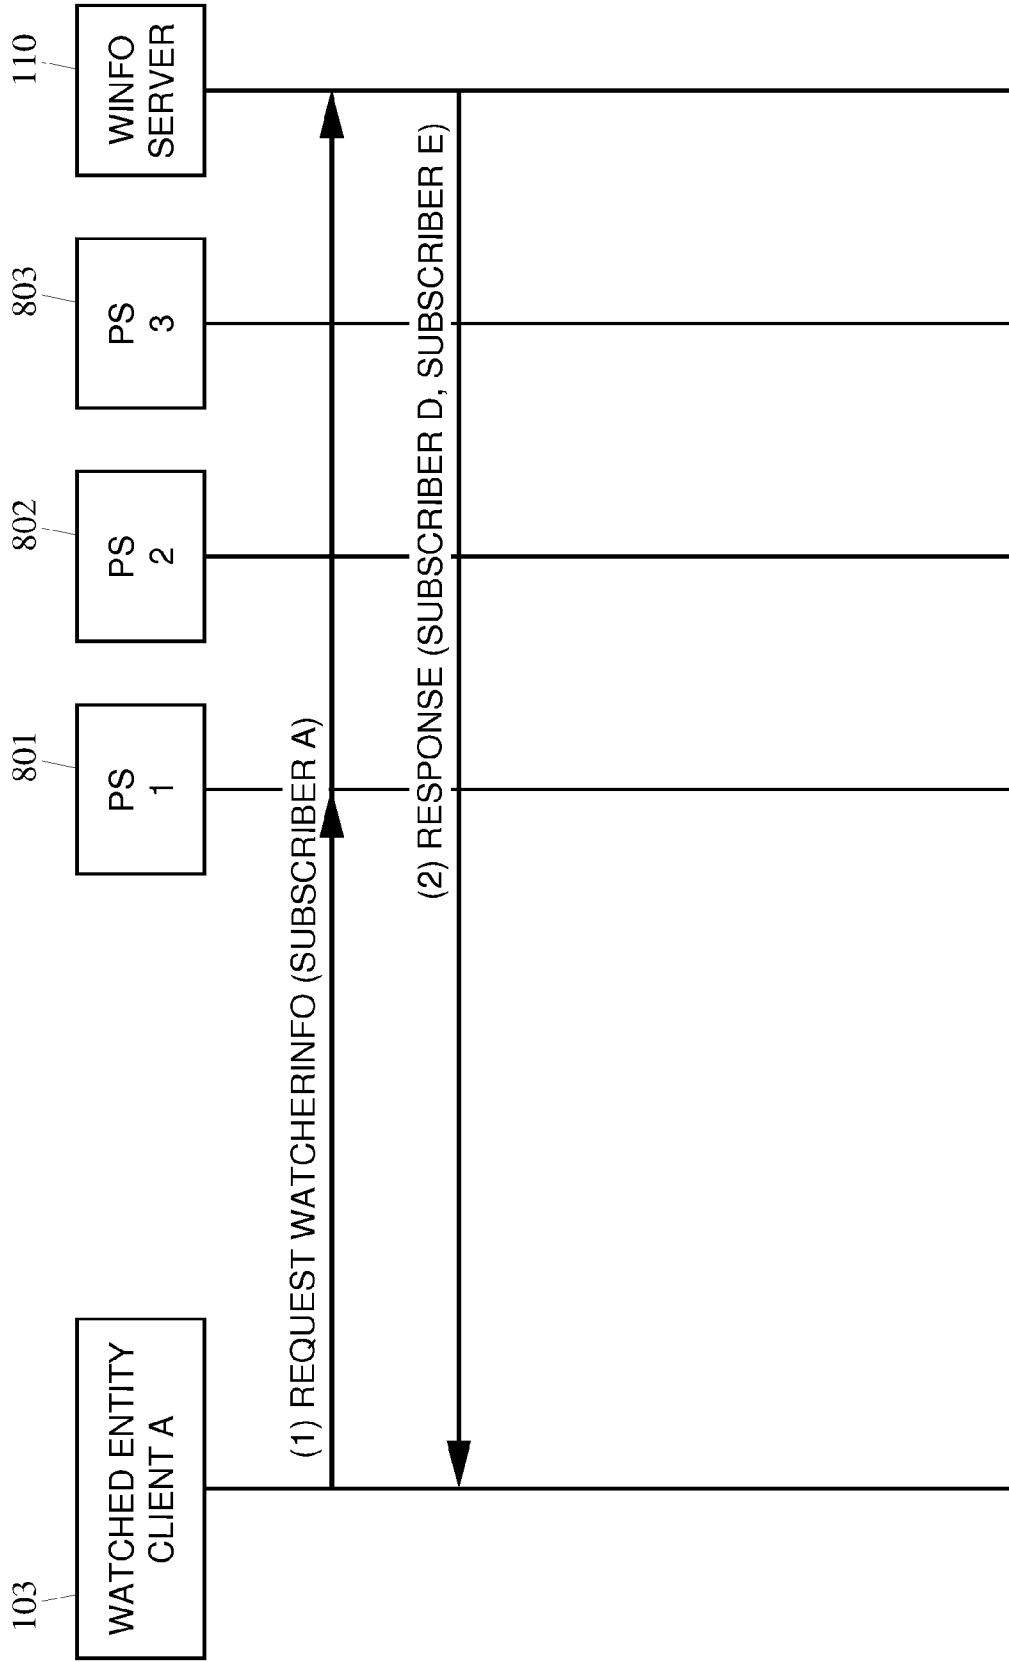 103
801
802
803
110
WATCHED ENTITY
CLIENT A
PS
1
PS
2
PS
3
WINFO
SERVER
(1) REQUEST WATCHERINFO (SUBSCRIBER A)
(2) RESPONSE (SUBSCRIBER D, SUBSCRIBER E)